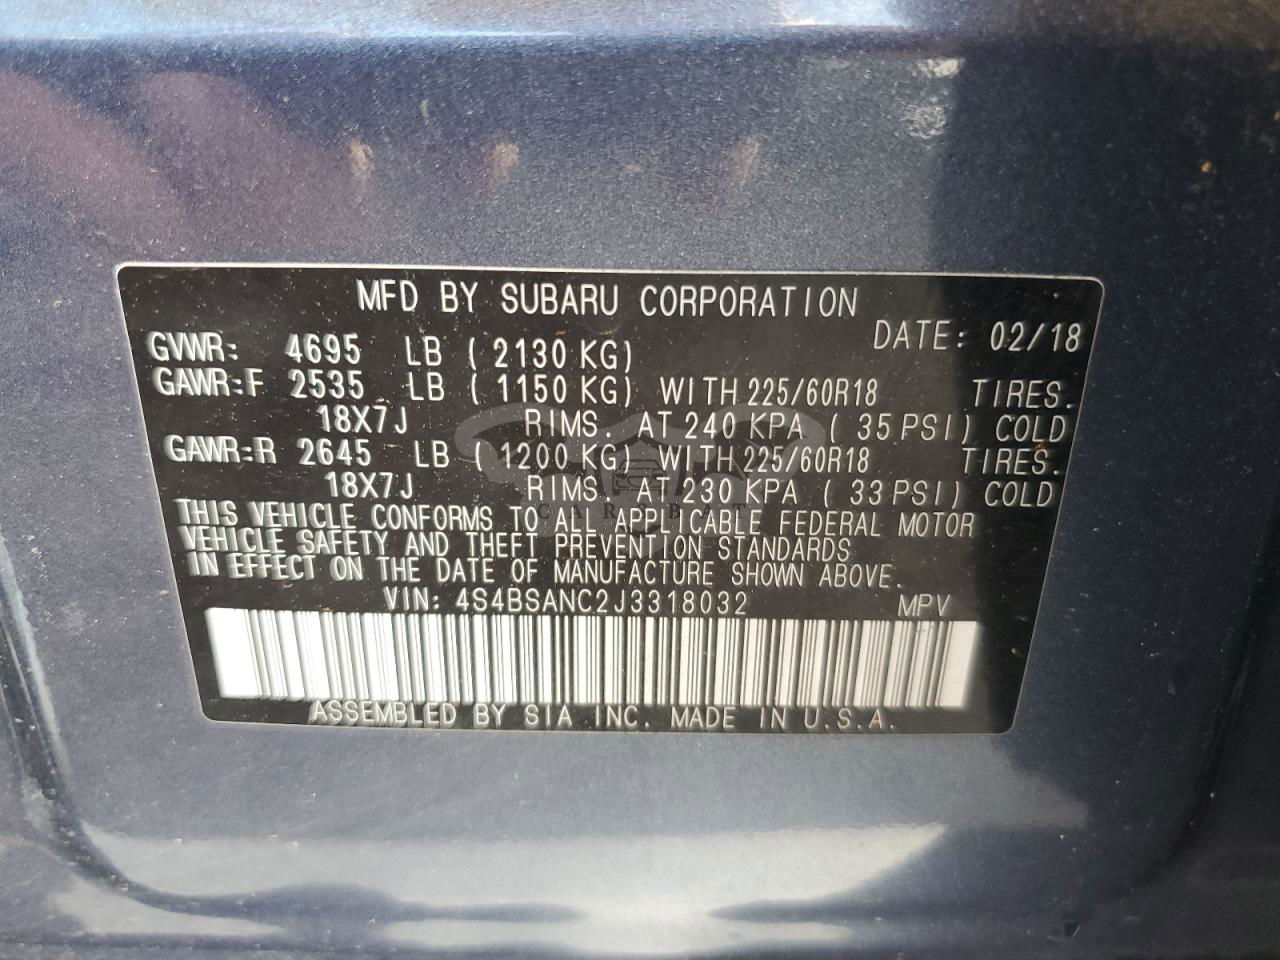 MFD BY SUBARU CORPORATION
DATE: 02/18
GVWR: 4695 LB ( 2130 KG)
GAWR:F 2535 LB ( 1150 KG) WITH 225/60R18 TIRES.
18X7J RIMS. AT 240 KPA ( 35 PSI) COLD
GAWR:R 2645 LB ( 1200 KG) WITH 225/60R18 TIRES.
18X7J RIMS. AT 230 KPA ( 33 PSI) COLD
THIS VEHICLE CONFORMS TO ALL APPLICABLE FEDERAL MOTOR
VEHICLE SAFETY AND THEFT PREVENTION STANDARDS
IN EFFECT ON THE DATE OF MANUFACTURE SHOWN ABOVE.
VIN: 4S4BSANC2J3318032 MPV
ASSEMBLED BY SIA INC. MADE IN U.S.A.